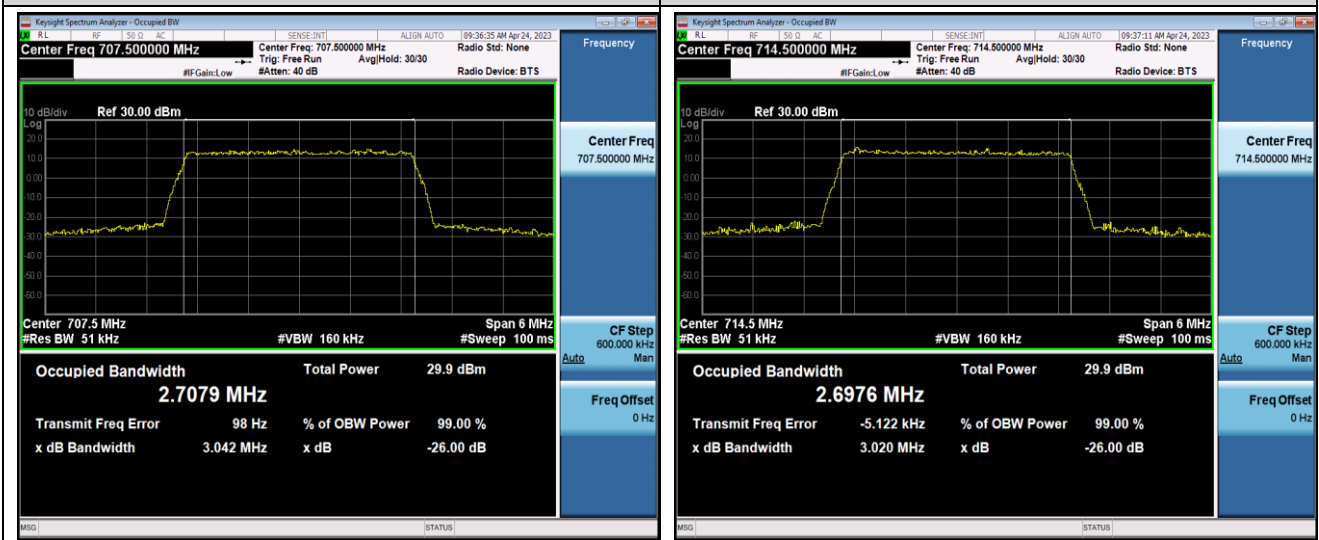 Keysight Spectrum Analyzer - Occupied BW
LXI RL RF 50 Ω AC SENSE:INT ALIGN AUTO 09:36:35 AM Apr 24, 2023
Center Freq 707.500000 MHz
Center Freq: 707.500000 MHz
Radio Std: None
Trig: Free Run Avg|Hold: 30/30
#IFGain:Low #Atten: 40 dB Radio Device: BTS
Frequency
10 dB/div Ref 30.00 dBm
Log
20.0
10.0
0.00
-10.0
-20.0
-30.0
-40.0
-50.0
-60.0
Center 707.5 MHz Span 6 MHz
#Res BW 51 kHz #VBW 160 kHz #Sweep 100 ms
Center Freq
707.500000 MHz
CF Step
600.000 kHz
Auto Man
Freq Offset
0 Hz
Occupied Bandwidth Total Power 29.9 dBm
2.7079 MHz
Transmit Freq Error 98 Hz % of OBW Power 99.00 %
x dB Bandwidth 3.042 MHz x dB -26.00 dB
MSG STATUS
Keysight Spectrum Analyzer - Occupied BW
LXI RL RF 50 Ω AC SENSE:INT ALIGN AUTO 09:37:11 AM Apr 24, 2023
Center Freq 714.500000 MHz
Center Freq: 714.500000 MHz
Radio Std: None
Trig: Free Run Avg|Hold: 30/30
#IFGain:Low #Atten: 40 dB Radio Device: BTS
Frequency
10 dB/div Ref 30.00 dBm
Log
20.0
10.0
0.00
-10.0
-20.0
-30.0
-40.0
-50.0
-60.0
Center 714.5 MHz Span 6 MHz
#Res BW 51 kHz #VBW 160 kHz #Sweep 100 ms
Center Freq
714.500000 MHz
CF Step
600.000 kHz
Auto Man
Freq Offset
0 Hz
Occupied Bandwidth Total Power 29.9 dBm
2.6976 MHz
Transmit Freq Error -5.122 kHz % of OBW Power 99.00 %
x dB Bandwidth 3.020 MHz x dB -26.00 dB
MSG STATUS